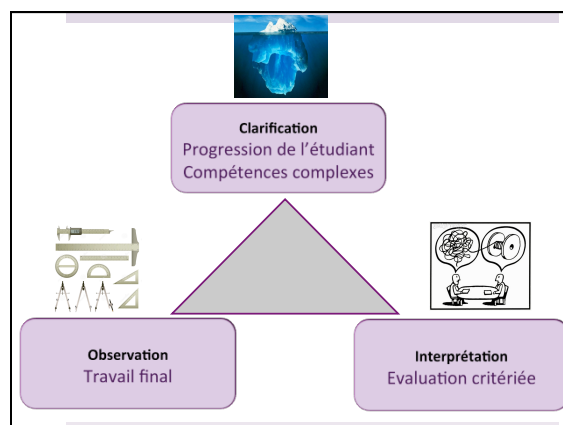 Clarification
Progression de l’étudiant
Compétences complexes
Observation
Travail final
Interprétation
Evaluation critériée